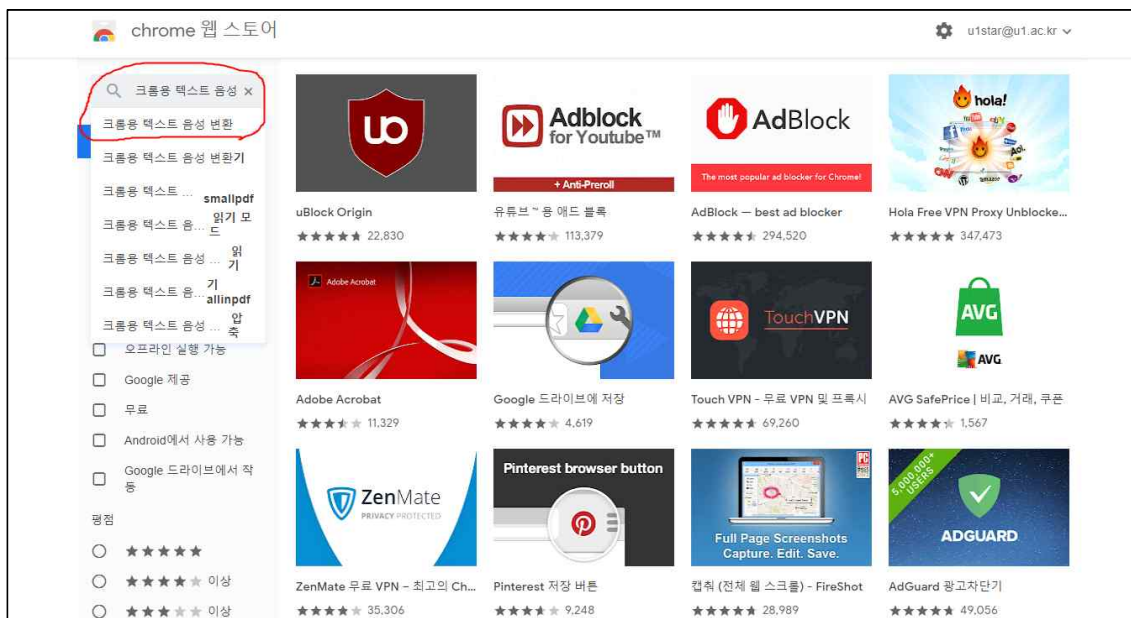 chrome 웹 스토어
u1star@u1.ac.kr
크롬용 텍스트 음성 ×
크롬용 텍스트 음성 변환
크롬용 텍스트 음성 변환기
크롬용 텍스트 ... smallpdf
크롬용 텍스트 음... 읽기 모드
크롬용 텍스트 음성 ... 읽기
크롬용 텍스트 음... 기 allinpdf
크롬용 텍스트 음성 ... 압축
오프라인 실행 가능
Google 제공
무료
Android에서 사용 가능
Google 드라이브에서 작
동
평점
이상
이상
uo
uBlock Origin
22,830
Adblock
for Youtube™
+ Anti-Preroll
유튜브 ~ 용 애드 블록
113,379
AdBlock
The most popular ad blocker for Chrome!
AdBlock — best ad blocker
294,520
hola!
Hola Free VPN Proxy Unblocke...
347,473
Adobe Acrobat
Adobe Acrobat
11,329
Google 드라이브에 저장
4,619
TouchVPN
Touch VPN - 무료 VPN 및 프록시
69,260
AVG
AVG
AVG SafePrice | 비교, 거래, 쿠폰
1,567
ZenMate
PRIVACY PROTECTED
ZenMate 무료 VPN – 최고의 Ch...
35,306
Pinterest browser button
Pinterest 저장 버튼
9,248
Full Page Screenshots
Capture. Edit. Save.
캡춰 (전체 웹 스크롤) - FireShot
28,989
5,000,000+
USERS
ADGUARD
AdGuard 광고차단기
49,056